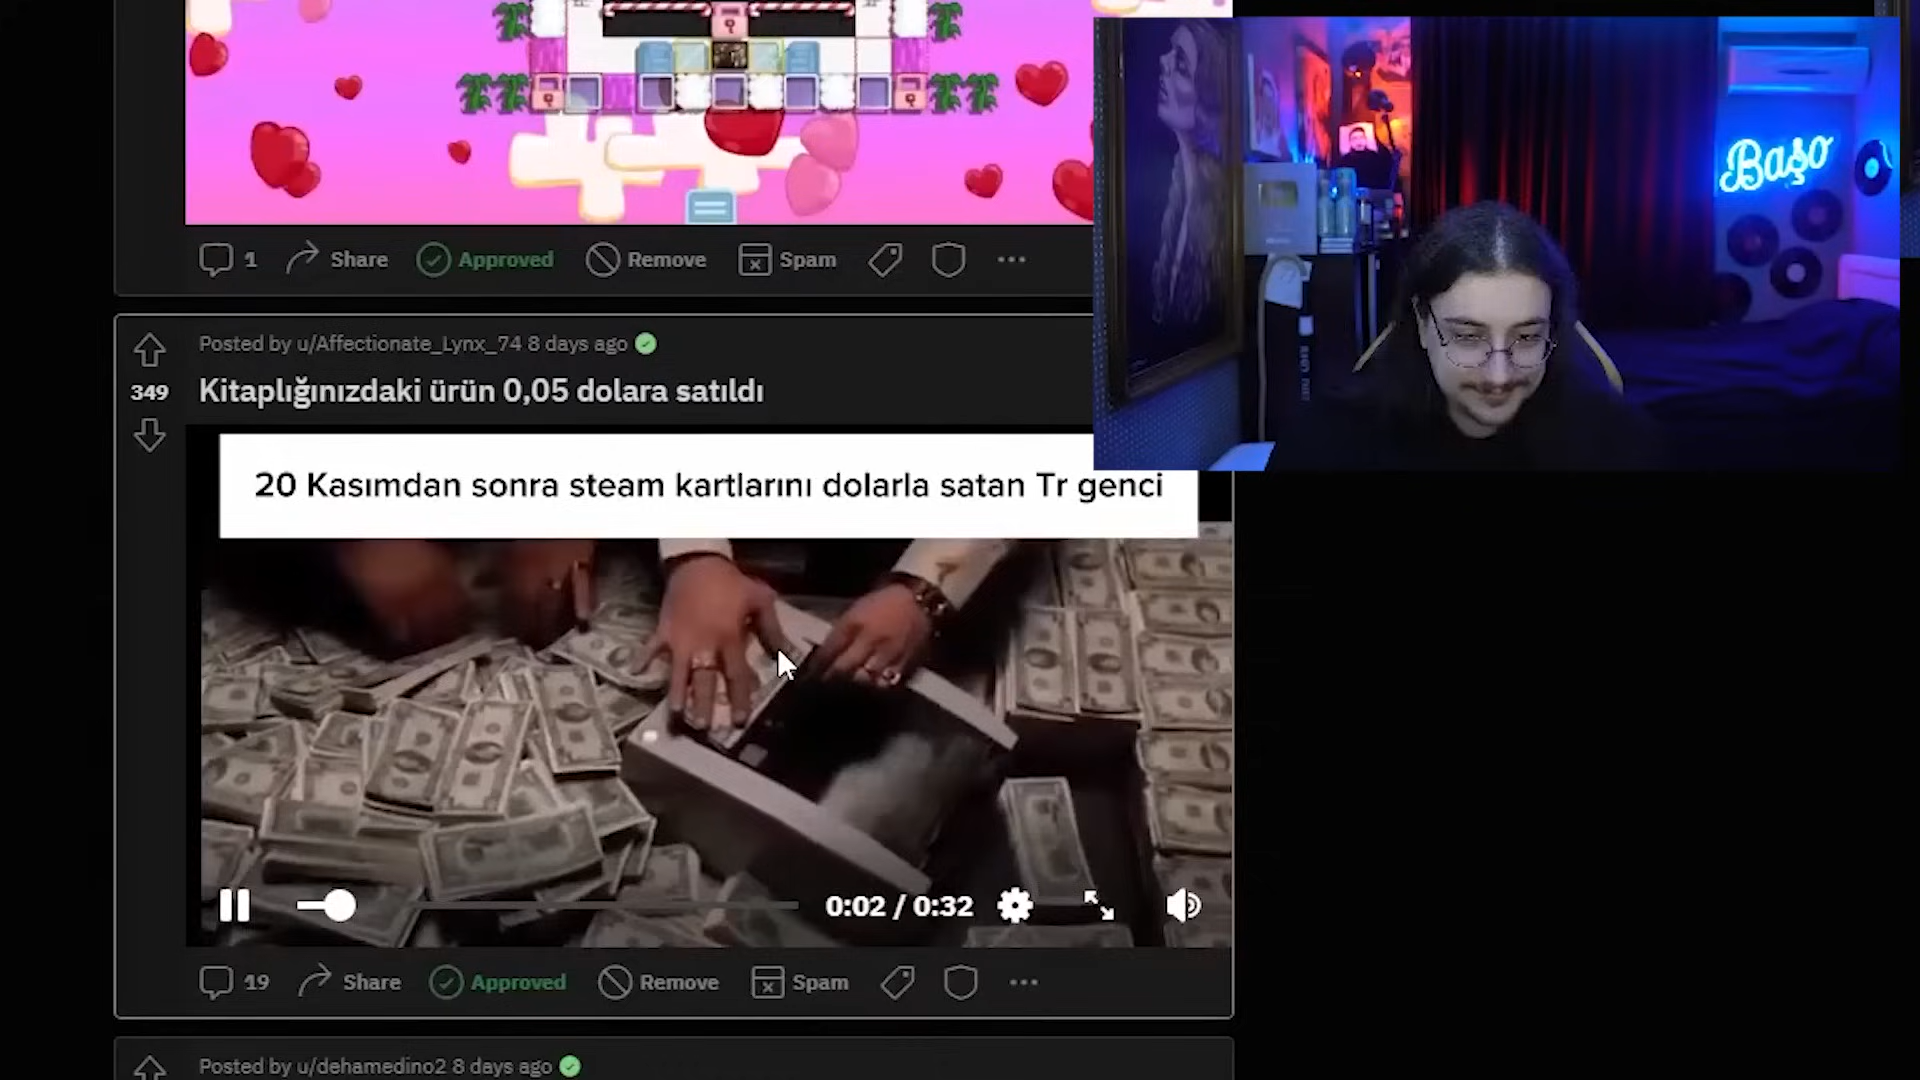 1 Share Approved Remove Spam
Başo
Posted by u/Affectionate_Lynx_74 8 days ago
349
Kitaplığınızdaki ürün 0,05 dolara satıldı
20 Kasımdan sonra steam kartlarını dolarla satan Tr genci
0:02 / 0:32
19 Share Approved Remove Spam
Posted by u/dehamedino2 8 days ago